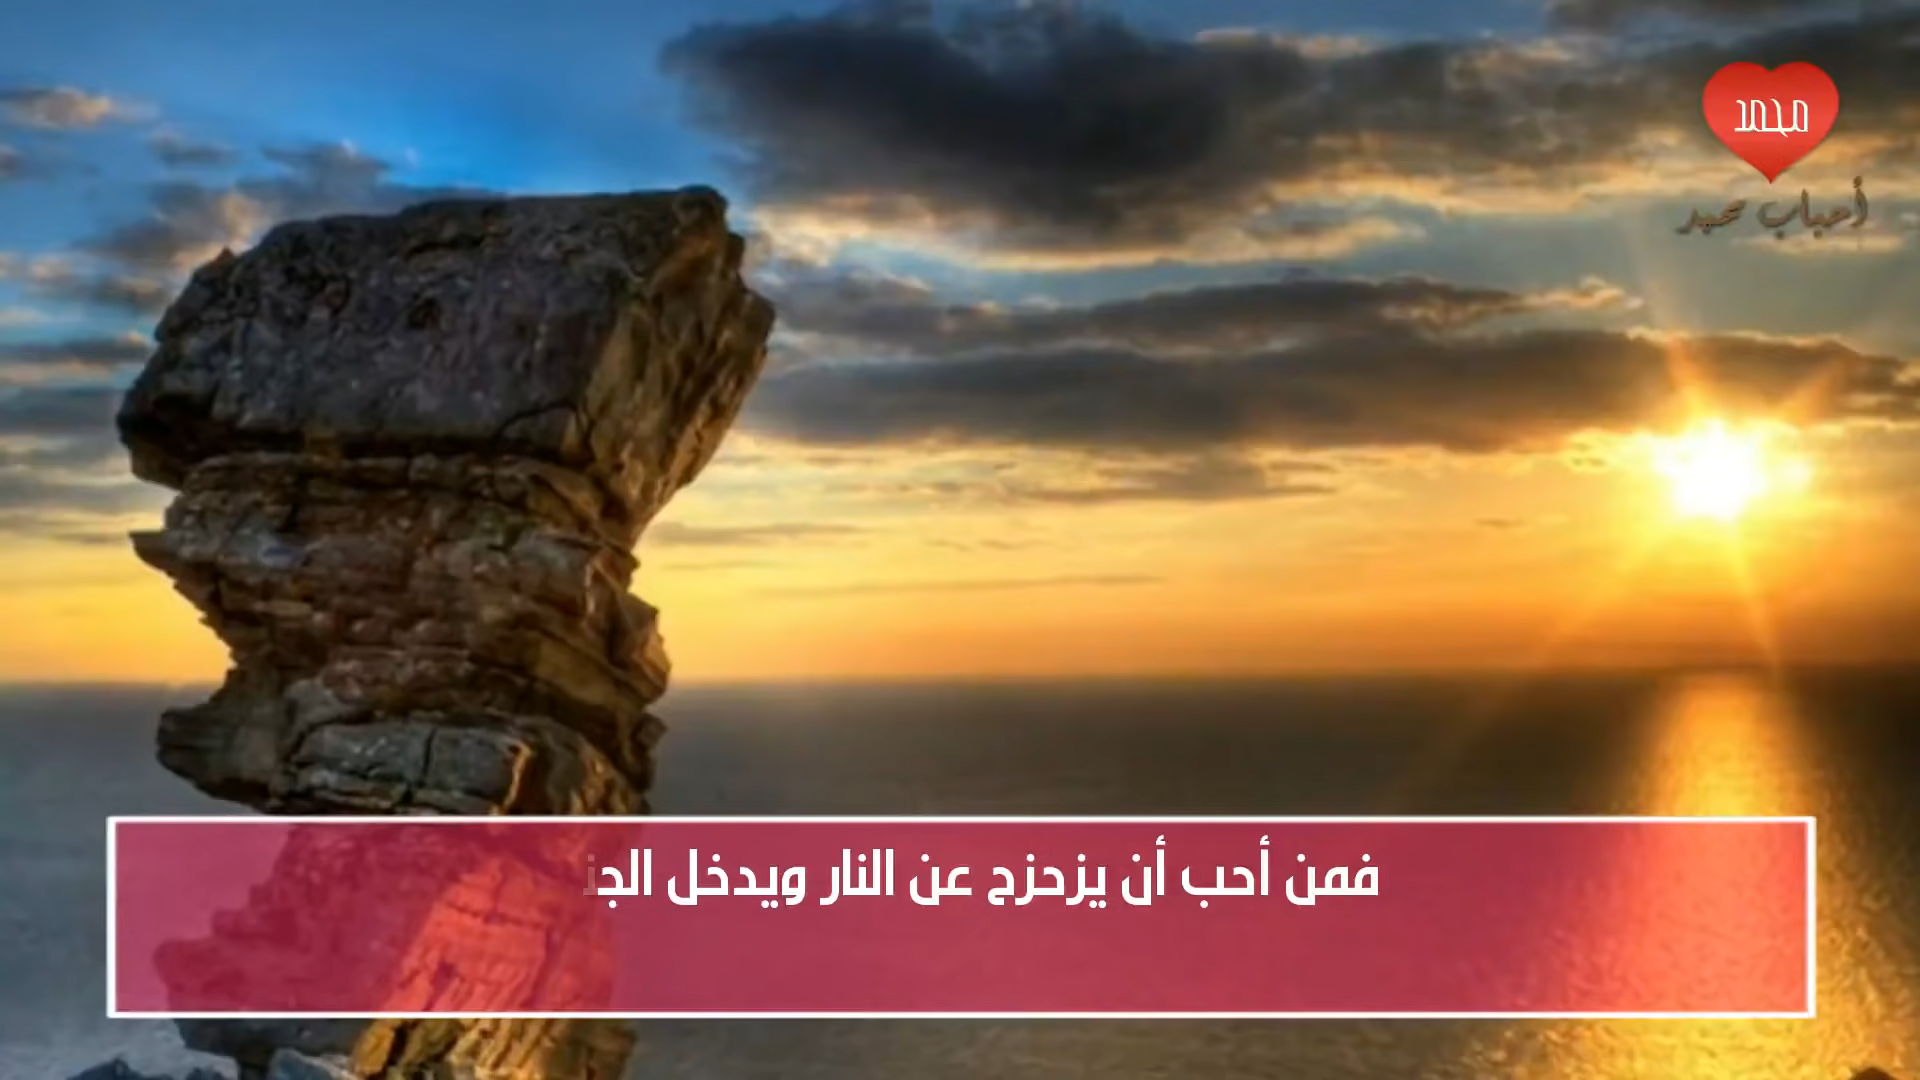 محمد
أحباب محمد
فمن أحب أن يزحزح عن النار ويدخل